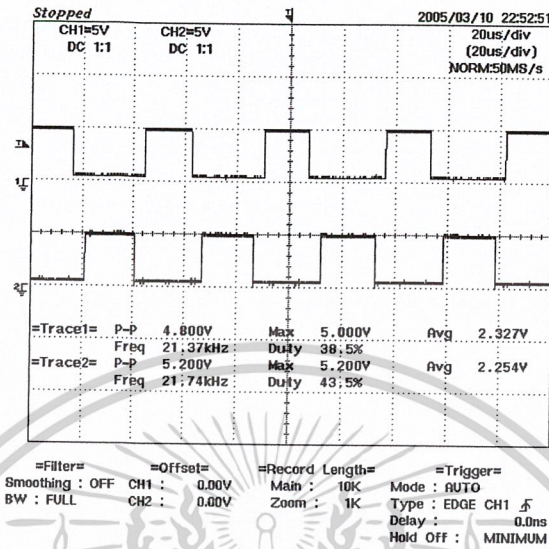 Stopped 2005/03/10 22:52:51
CH1=5V CH2=5V 20us/div
DC 1:1 DC 1:1 (20us/div)
NORM:50MS/s
=Trace1= P-P 4.800V Max 5.000V Avg 2.327V
Freq 21.37kHz Duty 38.5%
=Trace2= P-P 5.200V Max 5.200V Avg 2.254V
Freq 21.74kHz Duty 43.5%
=Filter= =Offset= =Record Length= =Trigger=
Smoothing : OFF CH1 : 0.00V Main : 10K Mode : AUTO
BW : FULL CH2 : 0.00V Zoom : 1K Type : EDGE CH1
Delay : 0.0ns
Hold Off : MINIMUM